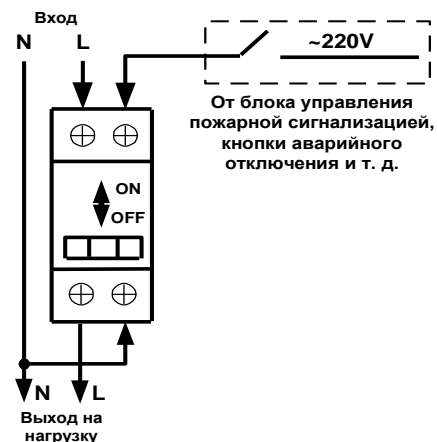 Вход
N L
~220V
От блока управления
пожарной сигнализацией,
кнопки аварийного
отключения и т. д.
ON
OFF
N L
Выход на
нагрузку